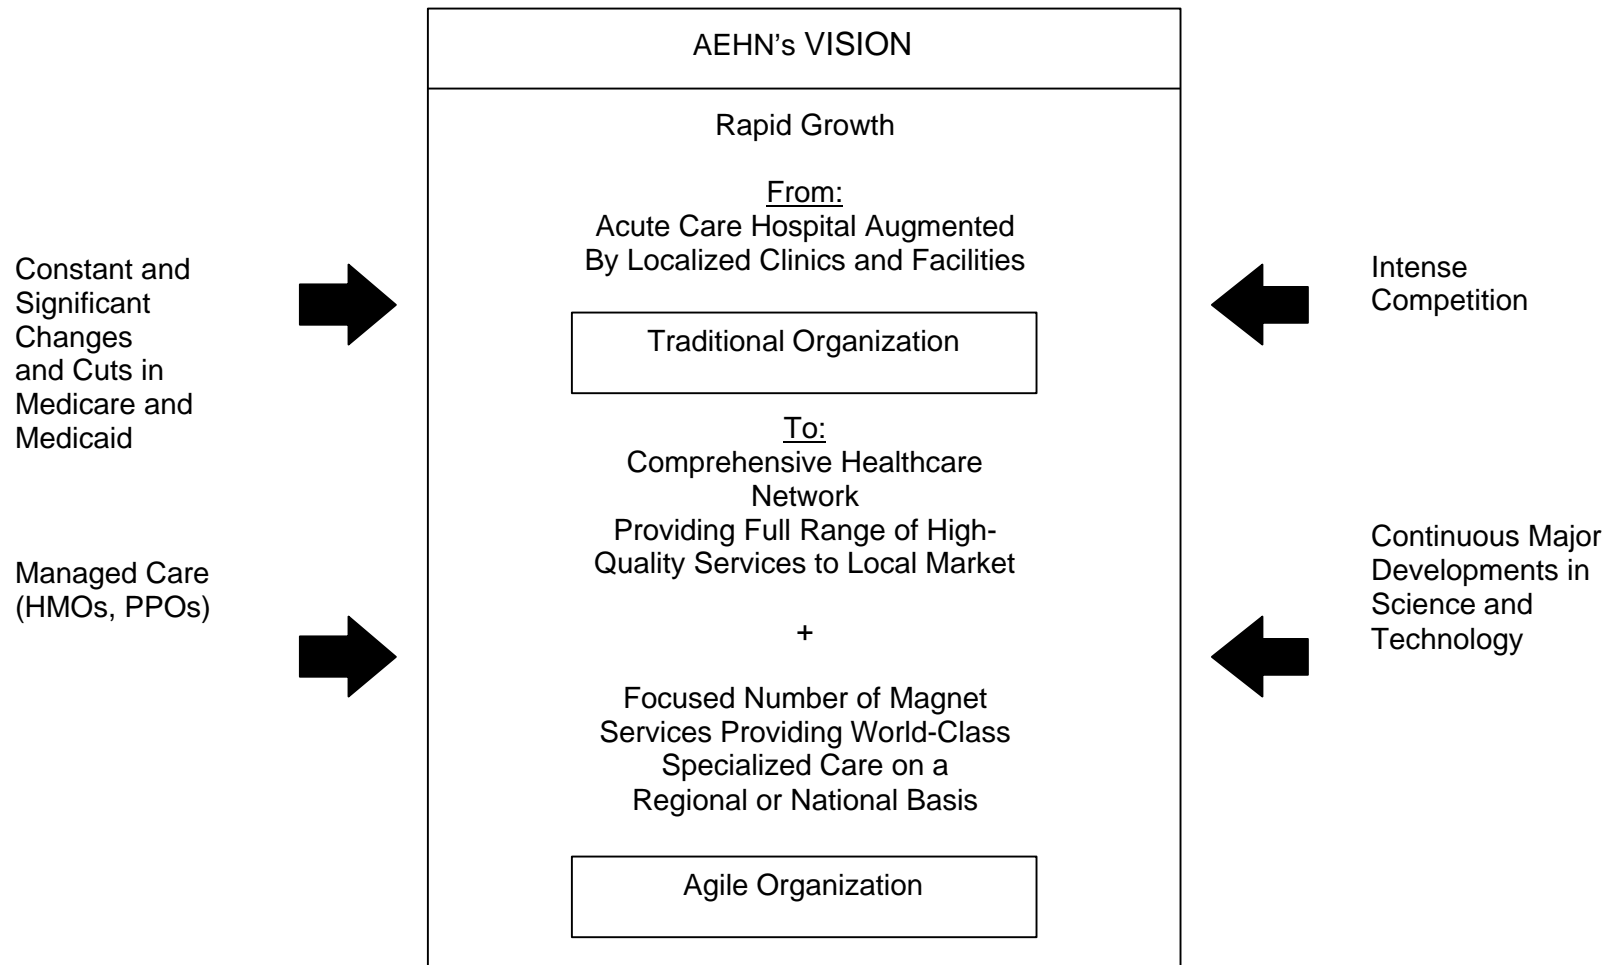 AEHN's VISION
Rapid Growth
From:
Acute Care Hospital Augmented
By Localized Clinics and Facilities
Traditional Organization
To:
Comprehensive Healthcare
Network
Providing Full Range of High-
Quality Services to Local Market
+
Focused Number of Magnet
Services Providing World-Class
Specialized Care on a
Regional or National Basis
Agile Organization
Constant and
Significant
Changes
and Cuts in
Medicare and
Medicaid
Managed Care
(HMOs, PPOs)
Intense
Competition
Continuous Major
Developments in
Science and
Technology